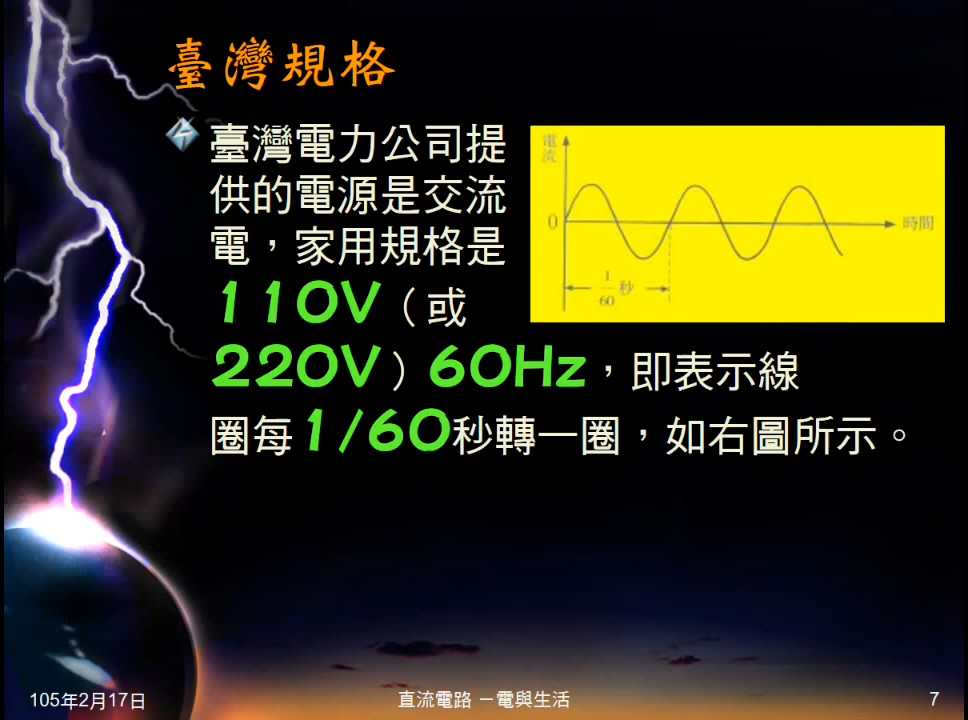 臺灣規格
臺灣電力公司提
供的電源是交流
電，家用規格是
110V（或
220V）60Hz，即表示線
圈每1/60秒轉一圈，如右圖所示。
電
流
0
時間
1
60
秒
105年2月17日
直流電路 －電與生活
7